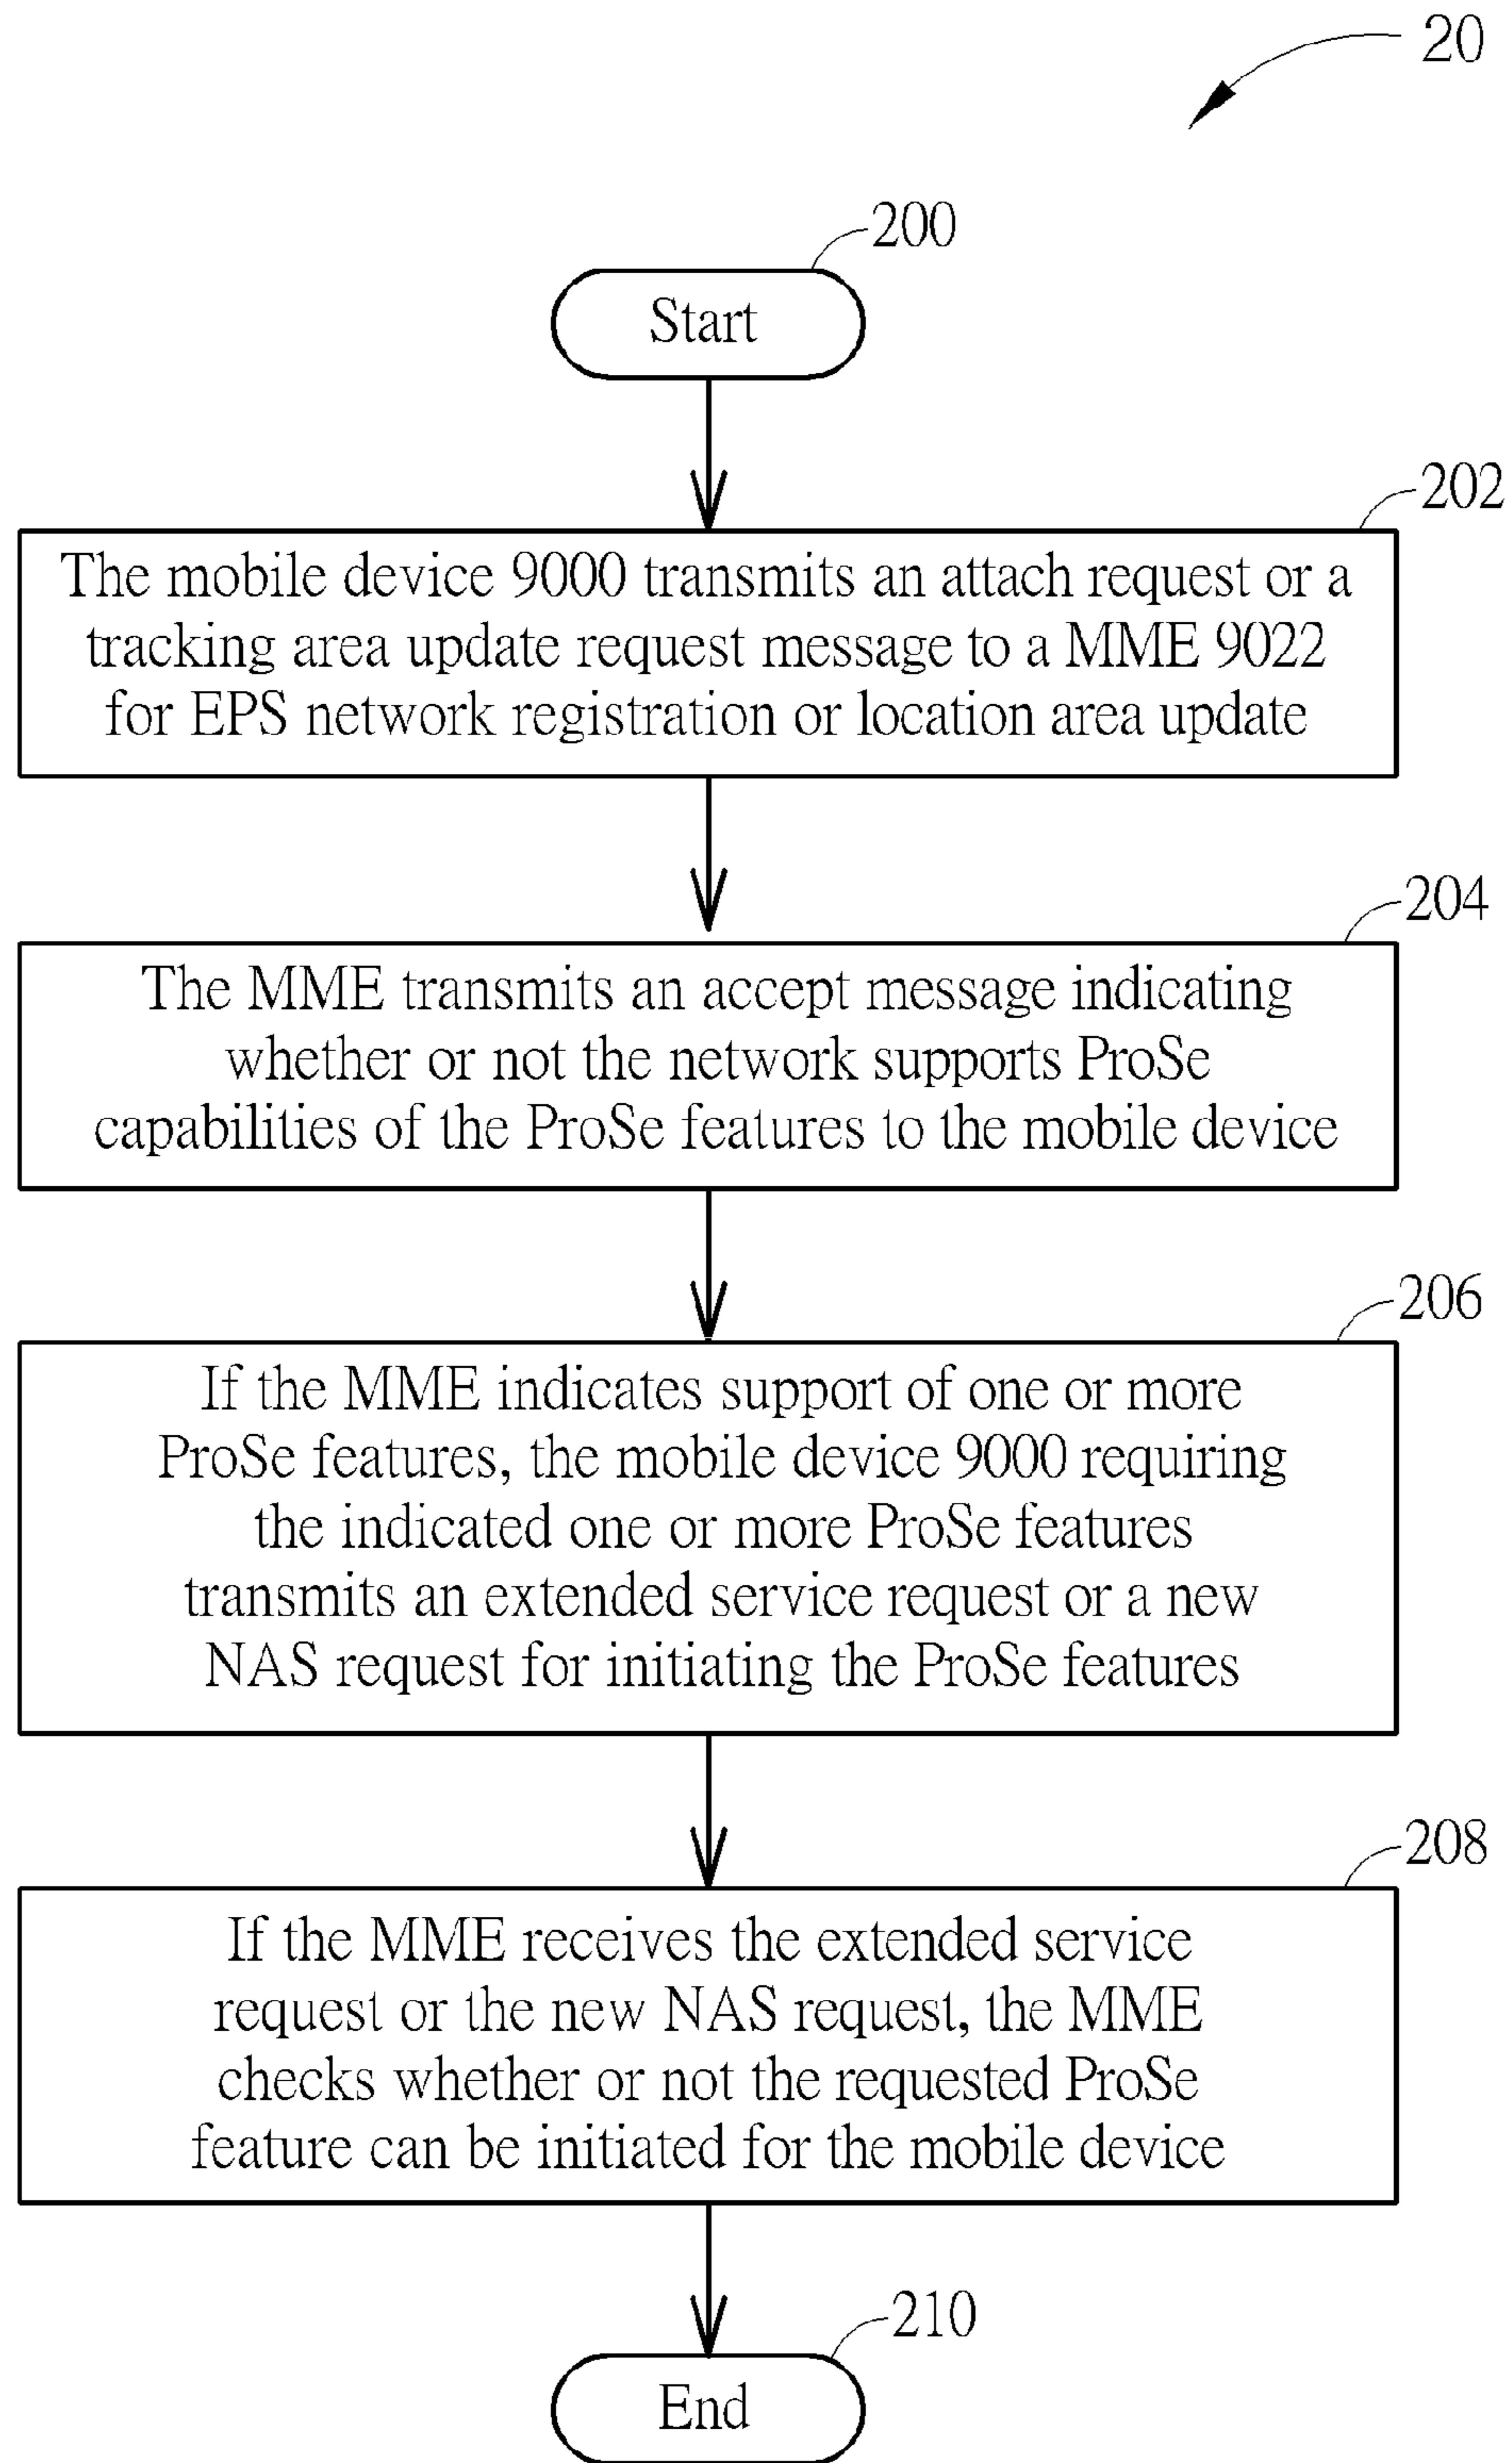 20
200
Start
202
The mobile device 9000 transmits an attach request or a
tracking area update request message to a MME 9022
for EPS network registration or location area update
204
The MME transmits an accept message indicating
whether or not the network supports ProSe
capabilities of the ProSe features to the mobile device
206
If the MME indicates support of one or more
ProSe features, the mobile device 9000 requiring
the indicated one or more ProSe features
transmits an extended service request or a new
NAS request for initiating the ProSe features
208
If the MME receives the extended service
request or the new NAS request, the MME
checks whether or not the requested ProSe
feature can be initiated for the mobile device
210
End